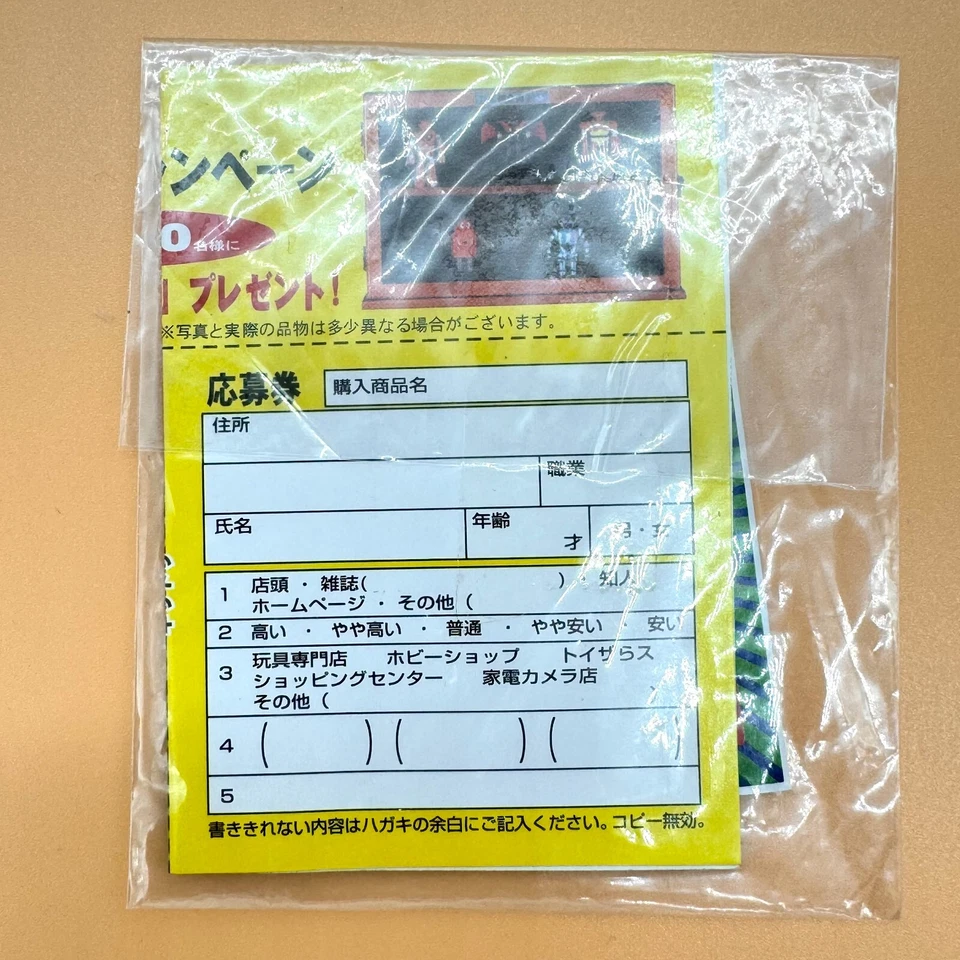 ンペーン
0名様に
プレゼント!
※写真と実際の品物は多少異なる場合がございます。
応募券 購入商品名
住所
職業
氏名 年齢 才 男・女
1 店頭 ・ 雑誌( ) ・ 知人
ホームページ ・ その他 (
2 高い ・ やや高い ・ 普通 ・ やや安い 安い
3 玩具専門店 ホビーショップ トイザらス
ショッピングセンター 家電カメラ店
その他 (
4 ( ) ( ) ( )
5
書ききれない内容はハガキの余白にご記入ください。コピー無効。